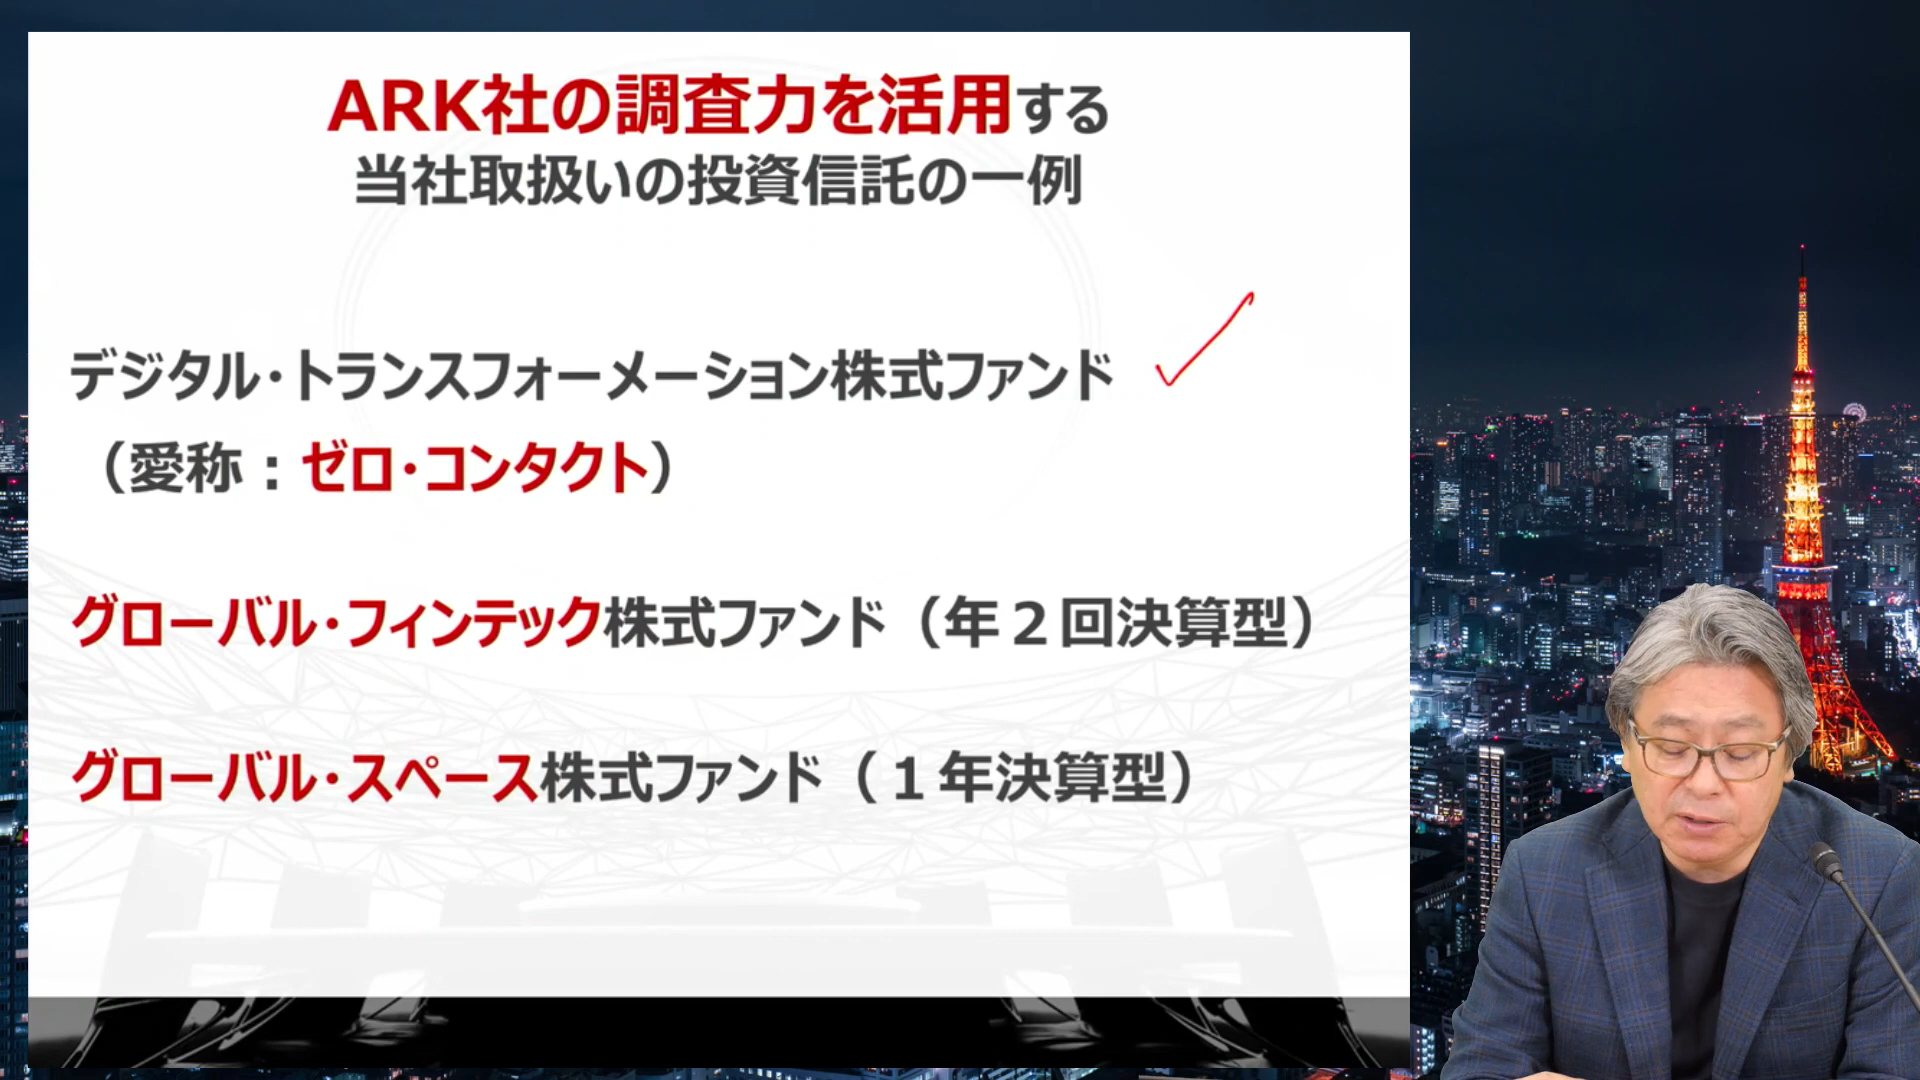 ARK社の調査力を活用する
当社取扱いの投資信託の一例
デジタル・トランスフォーメーション株式ファンド
（愛称：ゼロ・コンタクト）
グローバル・フィンテック株式ファンド（年２回決算型）
グローバル・スペース株式ファンド（１年決算型）